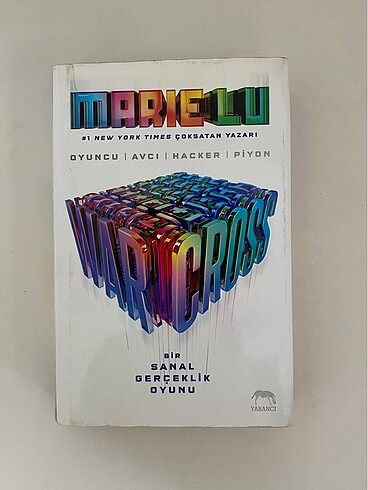 MARIE LU
#1 NEW YORK TIMES ÇOKSATAN YAZARI
OYUNCU | AVCI | HACKER | PİYON
WARCROSS
BİR
SANAL
GERÇEKLİK
OYUNU
YABANCI